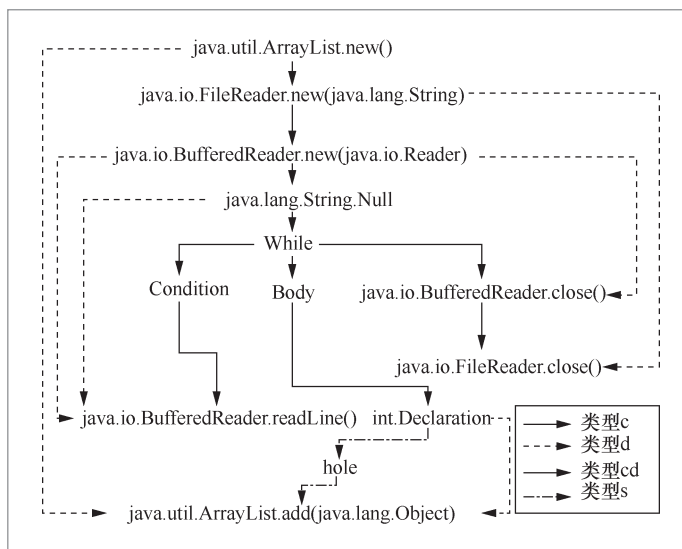 java.util.ArrayList.new()
java.io.FileReader.new(java.lang.String)
java.io.BufferedReader.new(java.io.Reader)
java.lang.String.Null
While
Condition
Body
java.io.BufferedReader.close()
java.io.FileReader.close()
java.io.BufferedReader.readLine()
int.Declaration
hole
java.util.ArrayList.add(java.lang.Object)
类型c
类型d
类型cd
类型s